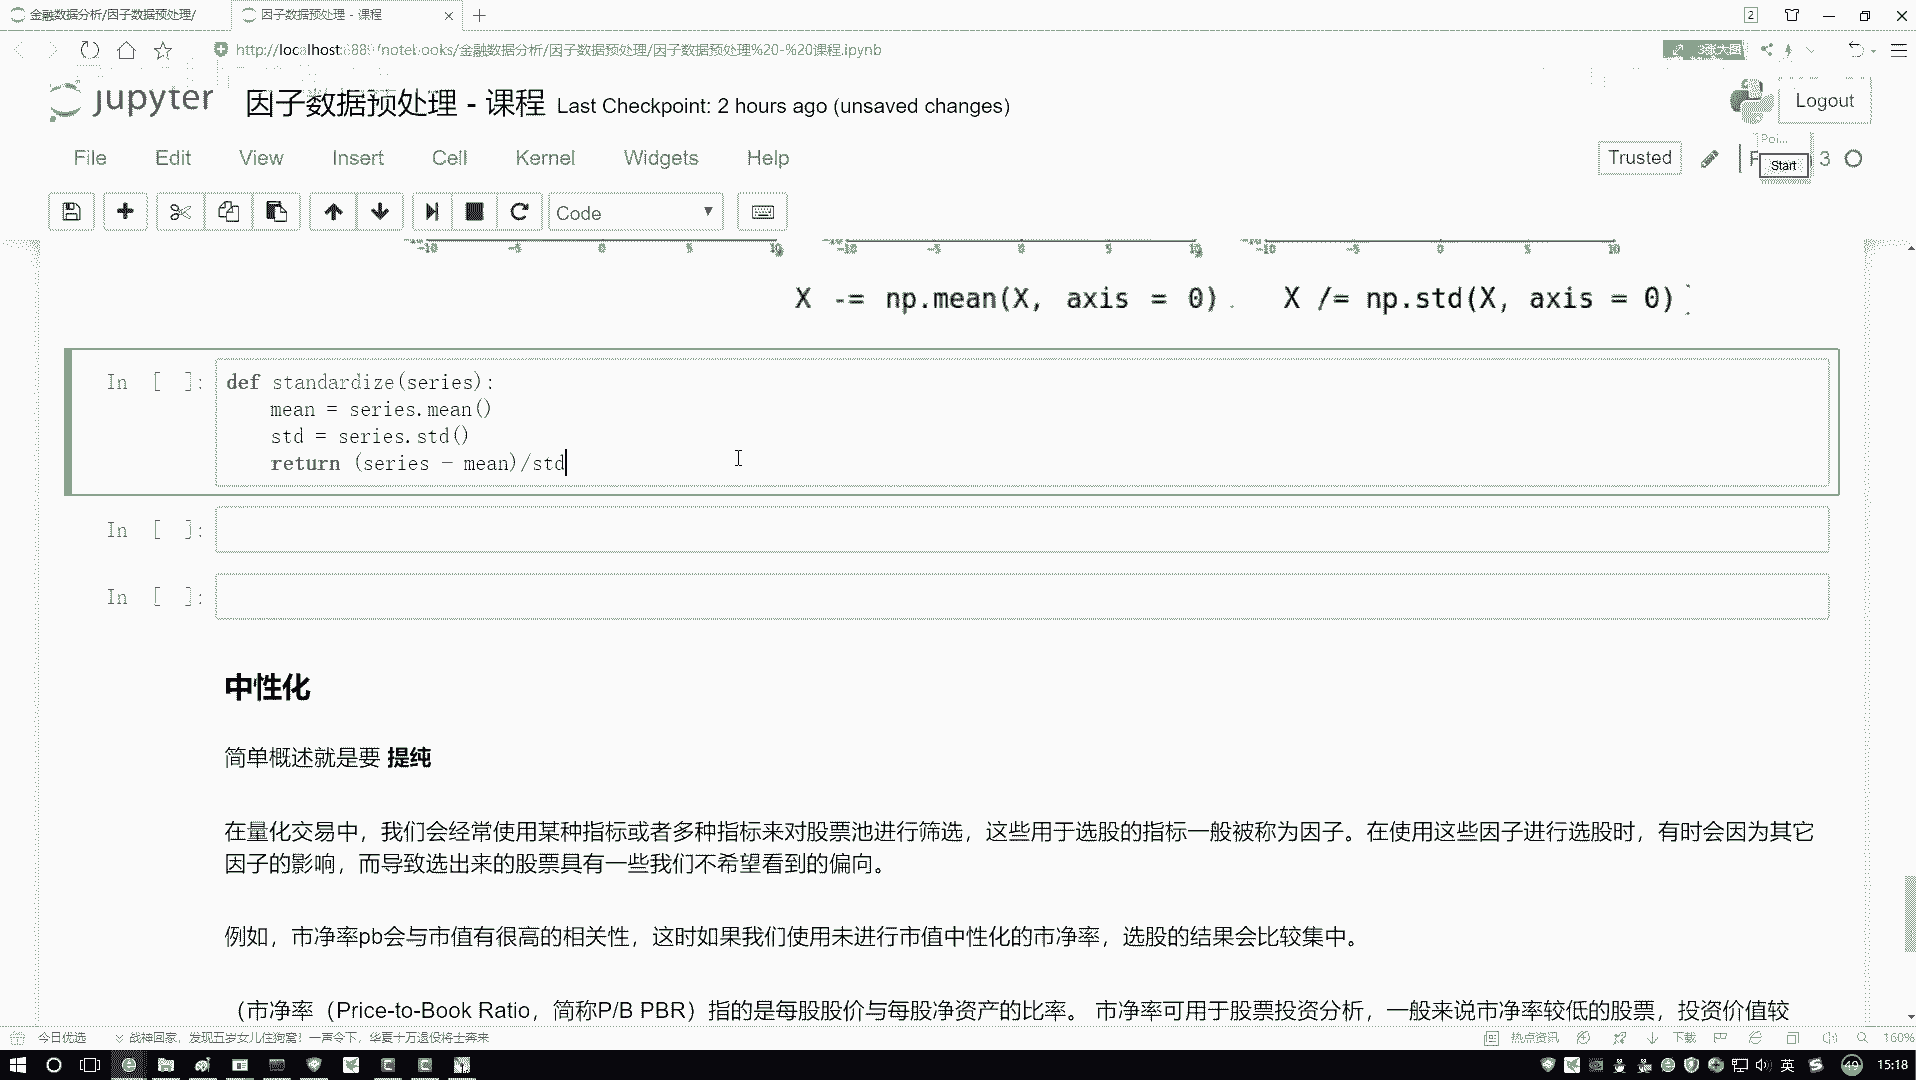 金融数据分析/因子数据预处理/
因子数据预处理 - 课程
2
http://localhost:888 /notebooks/金融数据分析/因子数据预处理/因子数据预处理%20-%20课程.ipynb
3张大图
jupyter
因子数据预处理 - 课程 Last Checkpoint: 2 hours ago (unsaved changes)
Logout
File Edit View Insert Cell Kernel Widgets Help
Trusted
Poi...
Start
3
Code
-10 -5 0 5 10 -10 -5 0 5 10 -10 -5 0 5 10
X -= np.mean(X, axis = 0) X /= np.std(X, axis = 0)
In [ ]:
def standardize(series):
mean = series.mean()
std = series.std()
return (series - mean)/std
In [ ]:
In [ ]:
中性化
简单概述就是要 提纯
在量化交易中，我们会经常使用某种指标或者多种指标来对股票池进行筛选，这些用于选股的指标一般被称为因子。在使用这些因子进行选股时，有时会因为其它
因子的影响，而导致选出来的股票具有一些我们不希望看到的偏向。
例如，市净率pb会与市值有很高的相关性，这时如果我们使用未进行市值中性化的市净率，选股的结果会比较集中。
（市净率（Price-to-Book Ratio，简称P/B PBR）指的是每股股价与每股净资产的比率。 市净率可用于股票投资分析，一般来说市净率较低的股票，投资价值较
今日优选
战神回家，发现五岁女儿住狗窝！一声令下，华夏十万退役将士奔来
热点资讯
下载
160%
英
49
15:18